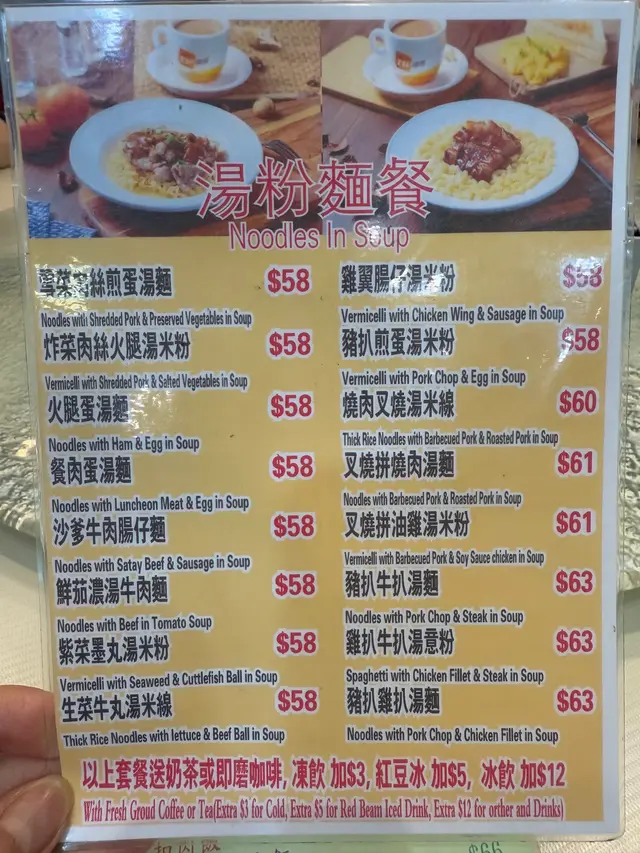 湯粉麵餐
Noodles In Soup
雪菜肉絲煎蛋湯麵 $58
Noodles with Shredded Pork & Preserved Vegetables in Soup
炸菜肉絲火腿湯米粉 $58
Vermicelli with Shredded Pork & Salted Vegetables in Soup
火腿蛋湯麵 $58
Noodles with Ham & Egg in Soup
餐肉蛋湯麵 $58
Noodles with Luncheon Meat & Egg in Soup
沙爹牛肉腸仔麵 $58
Noodles with Satay Beef & Sausage in Soup
鮮茄濃湯牛肉麵 $58
Noodles with Beef in Tomato Soup
紫菜墨丸湯米粉 $58
Vermicelli with Seaweed & Cuttlefish Ball in Soup
生菜牛丸湯米線 $58
Thick Rice Noodles with lettuce & Beef Ball in Soup
雞翼腸仔湯米粉 $58
Vermicelli with Chicken Wing & Sausage in Soup
豬扒煎蛋湯米粉 $58
Vermicelli with Pork Chop & Egg in Soup
燒肉叉燒湯米線 $60
Thick Rice Noodles with Barbecued Pork & Roasted Pork in Soup
叉燒拼燒肉湯麵 $61
Noodles with Barbecued Pork & Roasted Pork in Soup
叉燒拼油雞湯米粉 $61
Vermicelli with Barbecued Pork & Soy Sauce chicken in Soup
豬扒牛扒湯麵 $63
Noodles with Pork Chop & Steak in Soup
雞扒牛扒湯意粉 $63
Spaghetti with Chicken Fillet & Steak in Soup
豬扒雞扒湯麵 $63
Noodles with Pork Chop & Chicken Fillet in Soup
以上套餐送奶茶或即磨咖啡, 凍飲 加$3, 紅豆冰 加$5, 冰飲 加$12
With Fresh Groud Coffee or Tea(Extra $3 for Cold, Extra $5 for Red Beam Iced Drink, Extra $12 for orther and Drinks)
$66